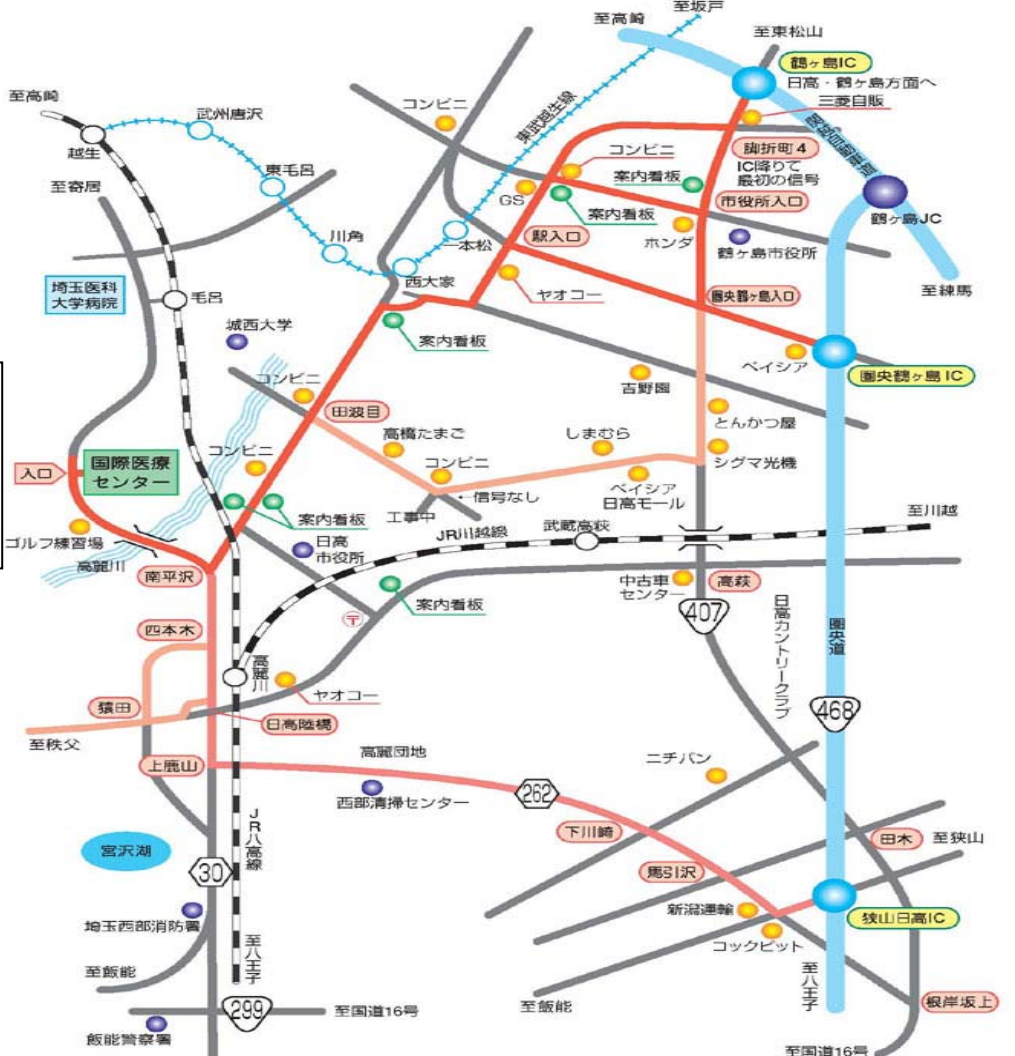 至坂戸
至高崎
至東松山
鶴ヶ島IC
日高・鶴ヶ島方面へ
三菱自販
関越自動車道
至高崎
越生
武州唐沢
コンビニ
東武越生線
脚折町4
IC降りて
最初の信号
コンビニ
案内看板
市役所入口
東毛呂
至寄居
GS
案内看板
ホンダ
鶴ヶ島市役所
鶴ヶ島JC
川角
一本松
駅入口
至練馬
埼玉医科
大学病院
毛呂
西大家
ヤオコー
圏央鶴ヶ島入口
城西大学
案内看板
ベイシア
圏央鶴ヶ島IC
コンビニ
田波目
吉野園
とんかつ屋
高橋たまご
しまむら
シグマ光機
入口
国際医療
センター
コンビニ
コンビニ
←信号なし
ベイシア
日高モール
工事中
案内看板
ゴルフ練習場
高麗川
日高
市役所
JR川越線
武蔵高萩
至川越
南平沢
〒
案内看板
中古車
センター
高萩
407
日高カントリークラブ
圏央道
四本木
高麗川
ヤオコー
猿田
日高陸橋
468
至秩父
上鹿山
高麗団地
ニチバン
西部清掃センター
262
下川崎
田木
至狭山
宮沢湖
JR八高線
30
馬引沢
新潟運輸
狭山日高IC
コックピット
埼玉西部消防署
至飯能
至八王子
至飯能
至八王子
根岸坂上
299
至国道16号
飯能警察署
至国道16号